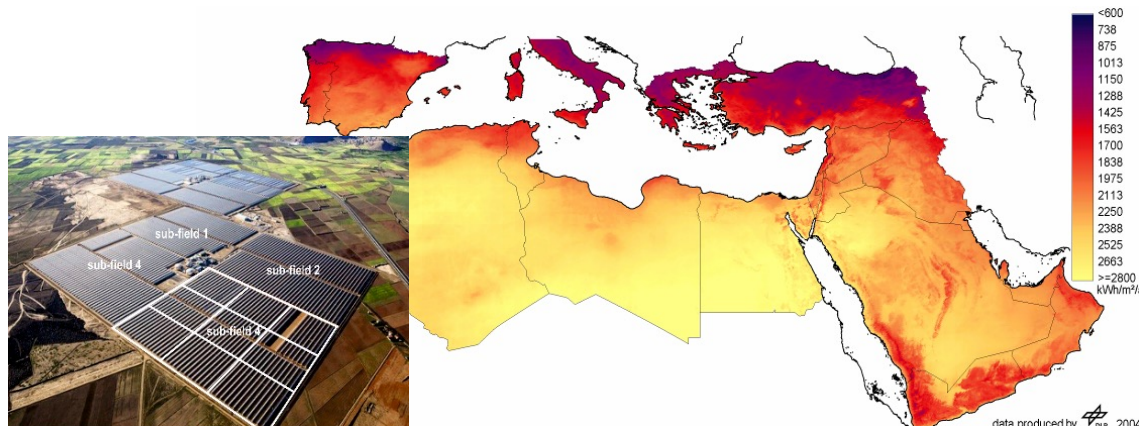 <600
738
875
1013
1150
1288
1425
1563
1700
1838
1975
2113
2250
2388
2525
2663
>=2800
kWh/m²/a
sub-field 1
sub-field 4
sub-field 2
sub-field 4
data produced by DLR 2004